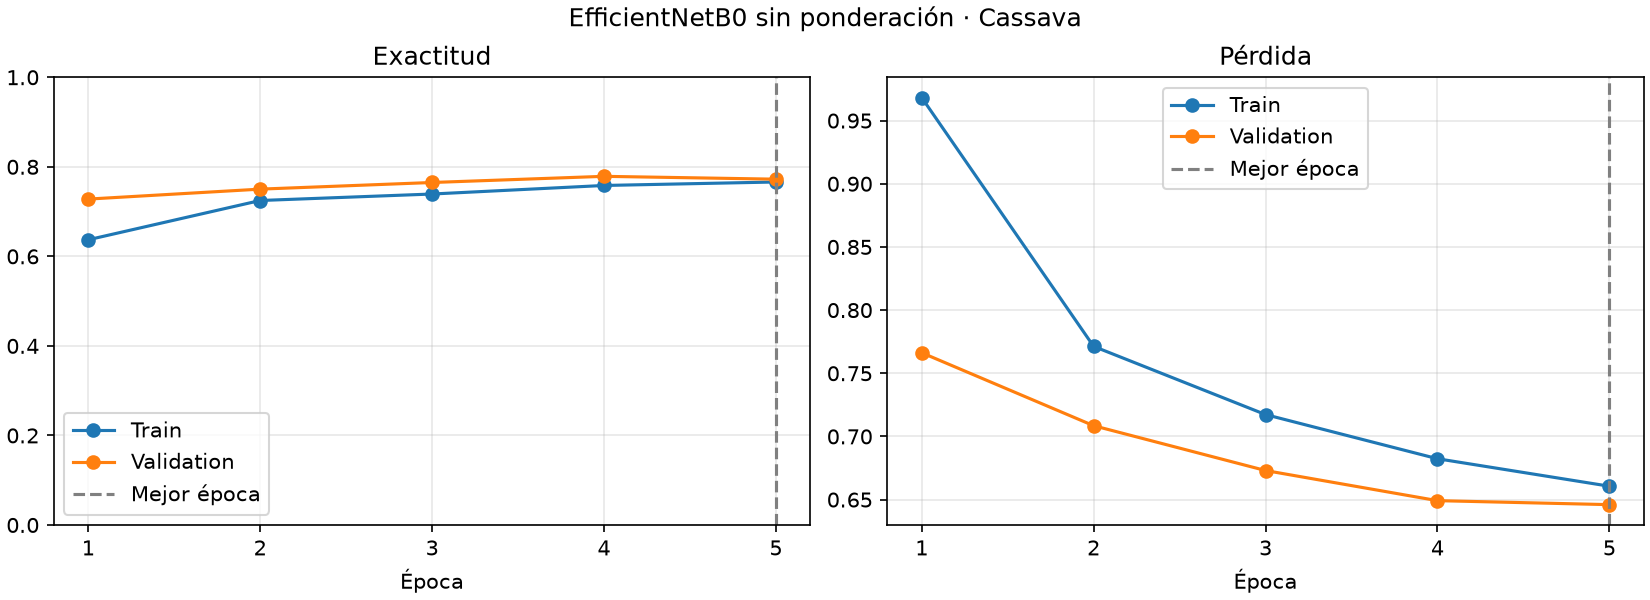 EfficientNetB0 sin ponderación · Cassava
Exactitud
1.0
0.8
0.6
0.4
0.2
0.0
Train
Validation
Mejor época
1 2 3 4 5
Época
Pérdida
0.95
0.90
0.85
0.80
0.75
0.70
0.65
Train
Validation
Mejor época
1 2 3 4 5
Época